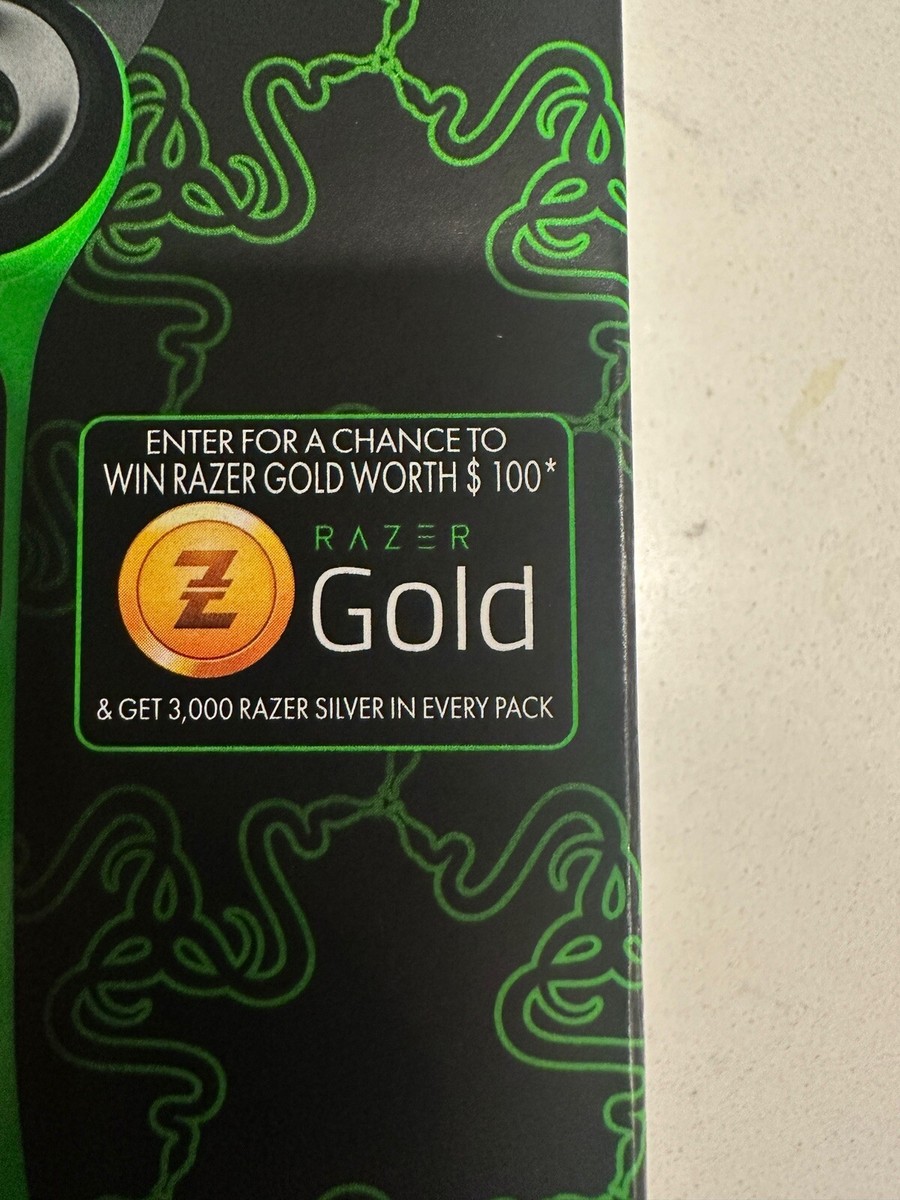 ENTER FOR A CHANCE TO
WIN RAZER GOLD WORTH $ 100*
RAZER
Gold
& GET 3,000 RAZER SILVER IN EVERY PACK